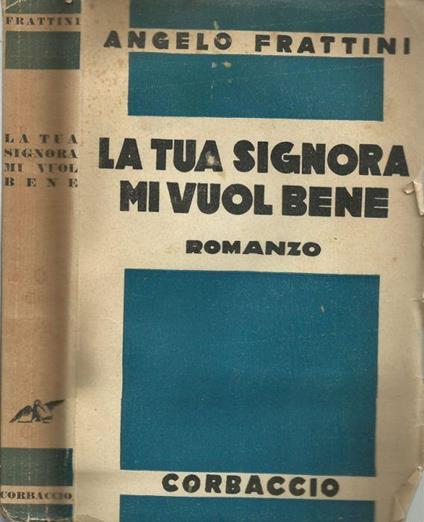 FRATTINI
LA TUA
SIGNORA
MI VUOL
BENE
CORBACCIO
ANGELO FRATTINI
LA TUA SIGNORA
MI VUOL BENE
ROMANZO
CORBACCIO